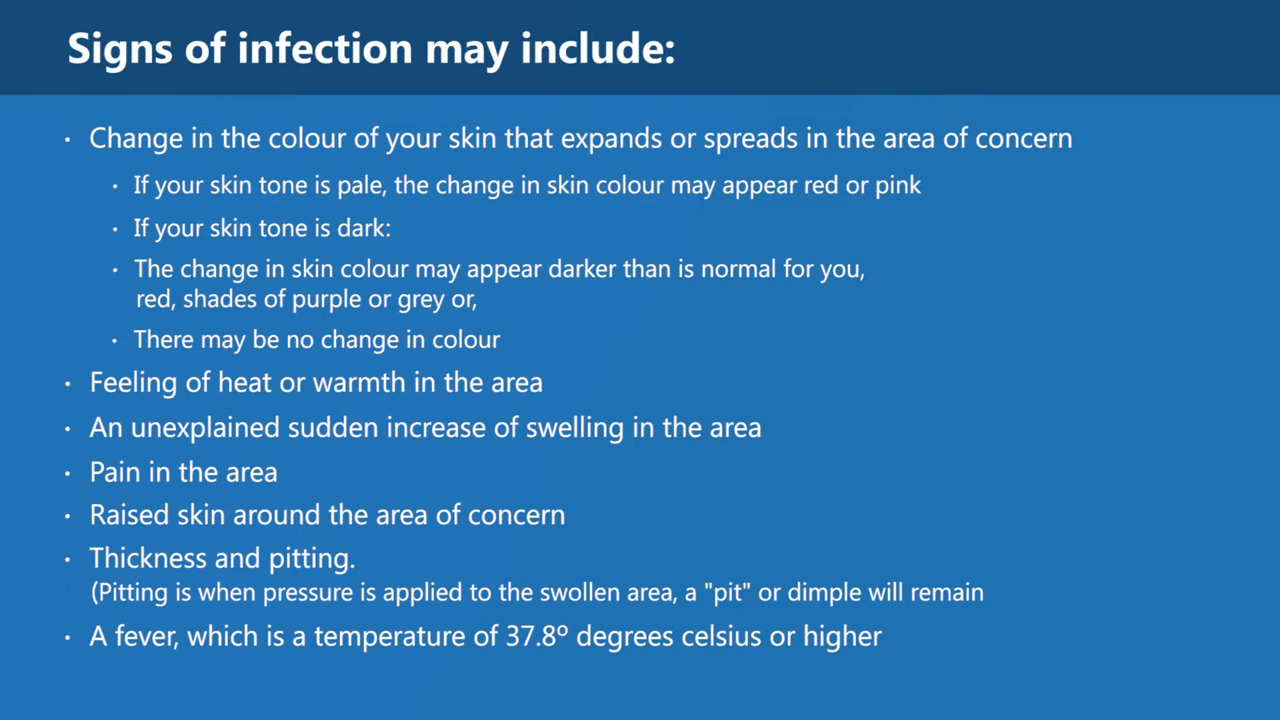 Signs of infection may include:
· Change in the colour of your skin that expands or spreads in the area of concern
· If your skin tone is pale, the change in skin colour may appear red or pink
· If your skin tone is dark:
· The change in skin colour may appear darker than is normal for you,
red, shades of purple or grey or,
· There may be no change in colour
· Feeling of heat or warmth in the area
· An unexplained sudden increase of swelling in the area
· Pain in the area
· Raised skin around the area of concern
· Thickness and pitting.
(Pitting is when pressure is applied to the swollen area, a "pit" or dimple will remain
· A fever, which is a temperature of 37.8º degrees celsius or higher